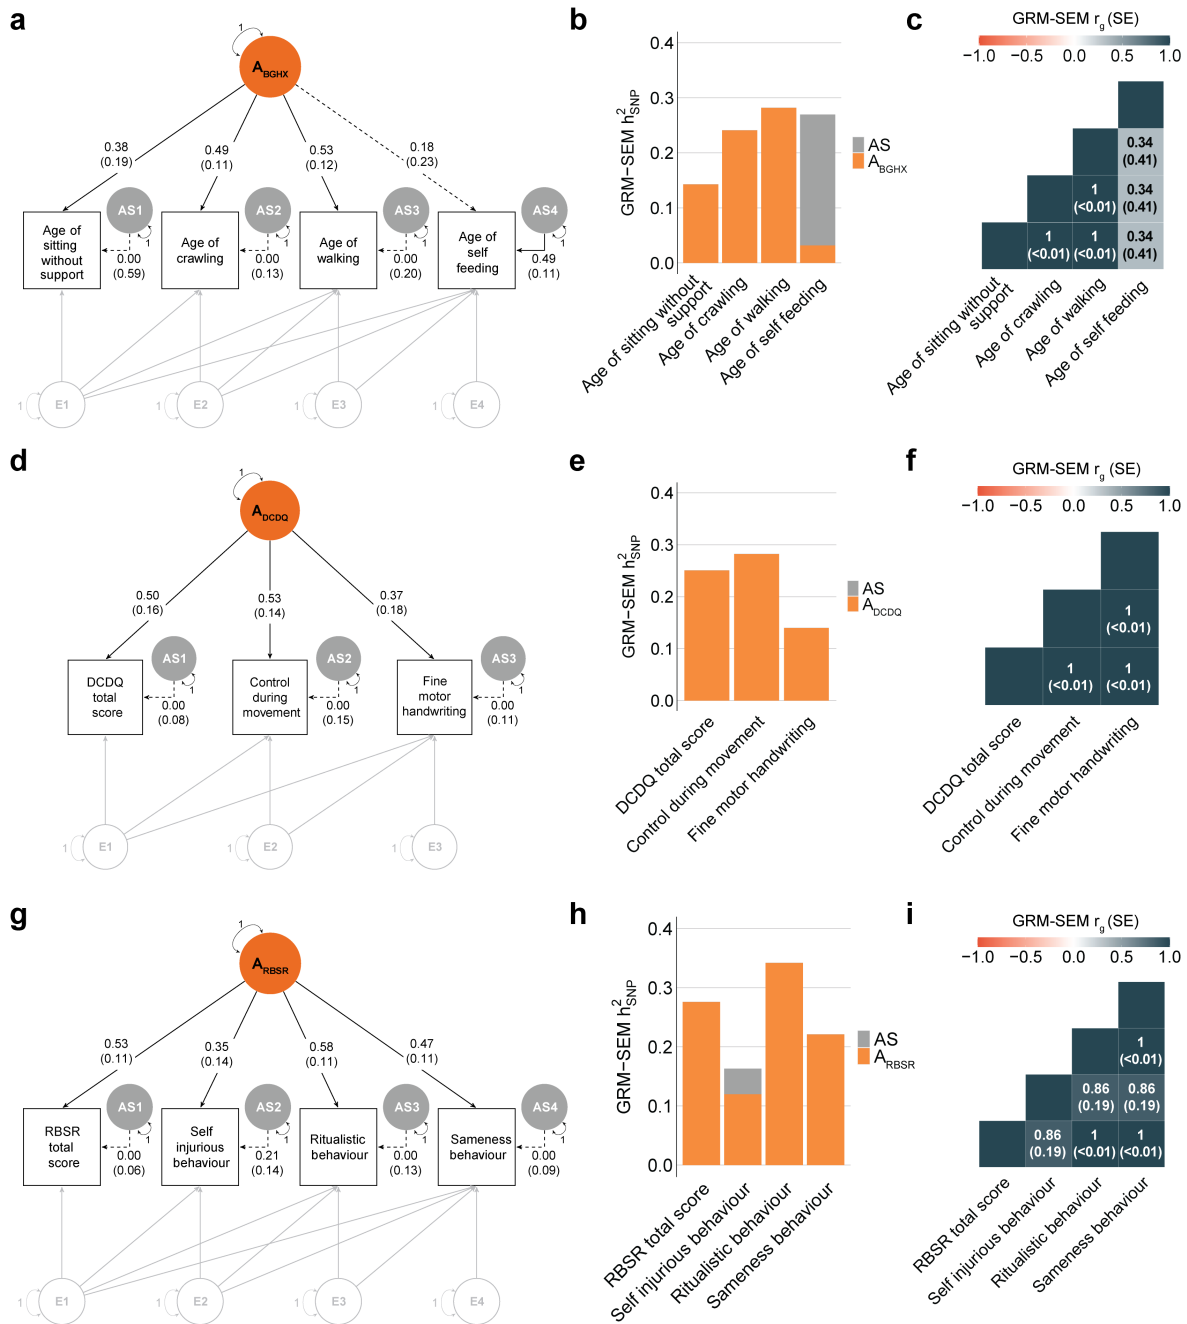 a
1
A_BGHX
0.38
(0.19)
0.49
(0.11)
0.53
(0.12)
0.18
(0.23)
AS1
AS2
AS3
AS4
Age of
sitting
without
support
Age of
crawling
Age of
walking
Age of
self
feeding
1
1
1
1
0.00
(0.59)
0.00
(0.13)
0.00
(0.20)
0.49
(0.11)
1
E1
1
E2
1
E3
1
E4
b
GRM−SEM h²_SNP
0.4
0.3
0.2
0.1
0.0
Age of sitting without
support
Age of crawling
Age of walking
Age of self feeding
AS
A_BGHX
c
GRM-SEM r_g (SE)
−1.0 −0.5 0.0 0.5 1.0
0.34
(0.41)
1
(<0.01)
0.34
(0.41)
1
(<0.01)
1
(<0.01)
0.34
(0.41)
Age of sitting without
support
Age of crawling
Age of walking
Age of self feeding
d
1
A_DCDQ
0.50
(0.16)
0.53
(0.14)
0.37
(0.18)
AS1
AS2
AS3
DCDQ
total
score
Control
during
movement
Fine
motor
handwriting
1
1
1
0.00
(0.08)
0.00
(0.15)
0.00
(0.11)
1
E1
1
E2
1
E3
e
GRM−SEM h²_SNP
0.4
0.3
0.2
0.1
0.0
DCDQ total score
Control during movement
Fine motor handwriting
AS
A_DCDQ
f
GRM-SEM r_g (SE)
−1.0 −0.5 0.0 0.5 1.0
1
(<0.01)
1
(<0.01)
1
(<0.01)
DCDQ total score
Control during movement
Fine motor handwriting
g
1
A_RBSR
0.53
(0.11)
0.35
(0.14)
0.58
(0.11)
0.47
(0.11)
AS1
AS2
AS3
AS4
RBSR
total
score
Self
injurious
behaviour
Ritualistic
behaviour
Sameness
behaviour
1
1
1
1
0.00
(0.06)
0.21
(0.14)
0.00
(0.13)
0.00
(0.09)
1
E1
1
E2
1
E3
1
E4
h
GRM−SEM h²_SNP
0.4
0.3
0.2
0.1
0.0
RBSR total score
Self injurious behaviour
Ritualistic behaviour
Sameness behaviour
AS
A_RBSR
i
GRM-SEM r_g (SE)
−1.0 −0.5 0.0 0.5 1.0
1
(<0.01)
0.86
(0.19)
0.86
(0.19)
0.86
(0.19)
1
(<0.01)
1
(<0.01)
RBSR total score
Self injurious behaviour
Ritualistic behaviour
Sameness behaviour